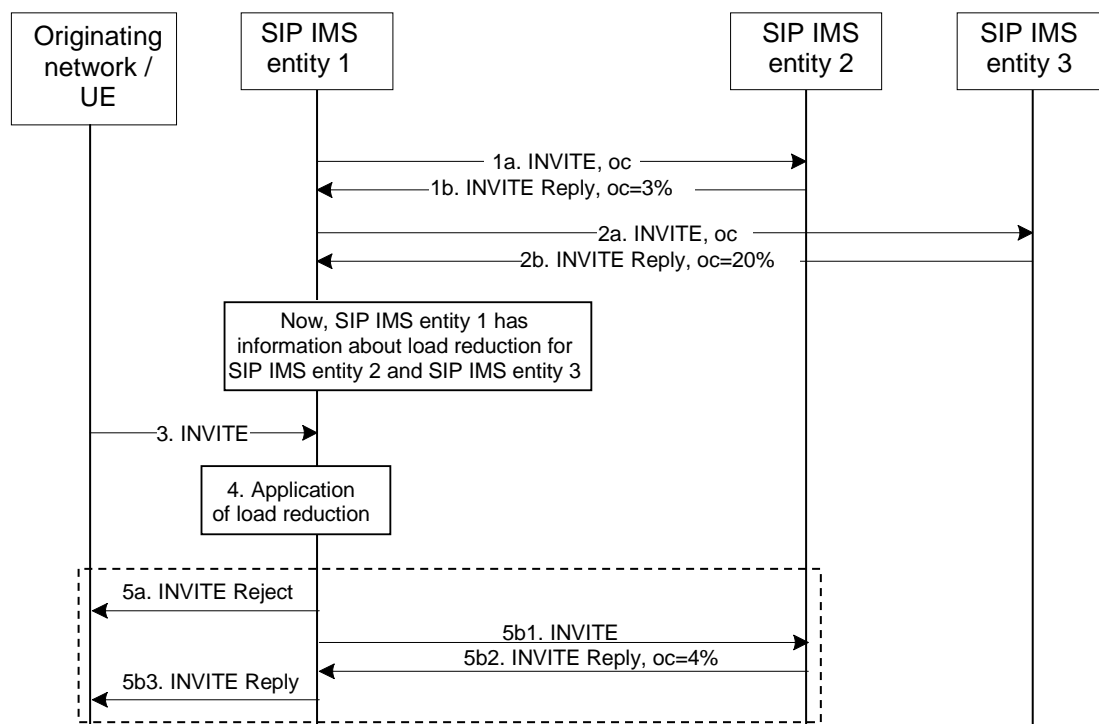 Originating
network /
UE
SIP IMS
entity 1
SIP IMS
entity 2
SIP IMS
entity 3
1a. INVITE, oc
1b. INVITE Reply, oc=3%
2a. INVITE, oc
2b. INVITE Reply, oc=20%
Now, SIP IMS entity 1 has
information about load reduction for
SIP IMS entity 2 and SIP IMS entity 3
3. INVITE
4. Application
of load reduction
5a. INVITE Reject
5b1. INVITE
5b2. INVITE Reply, oc=4%
5b3. INVITE Reply